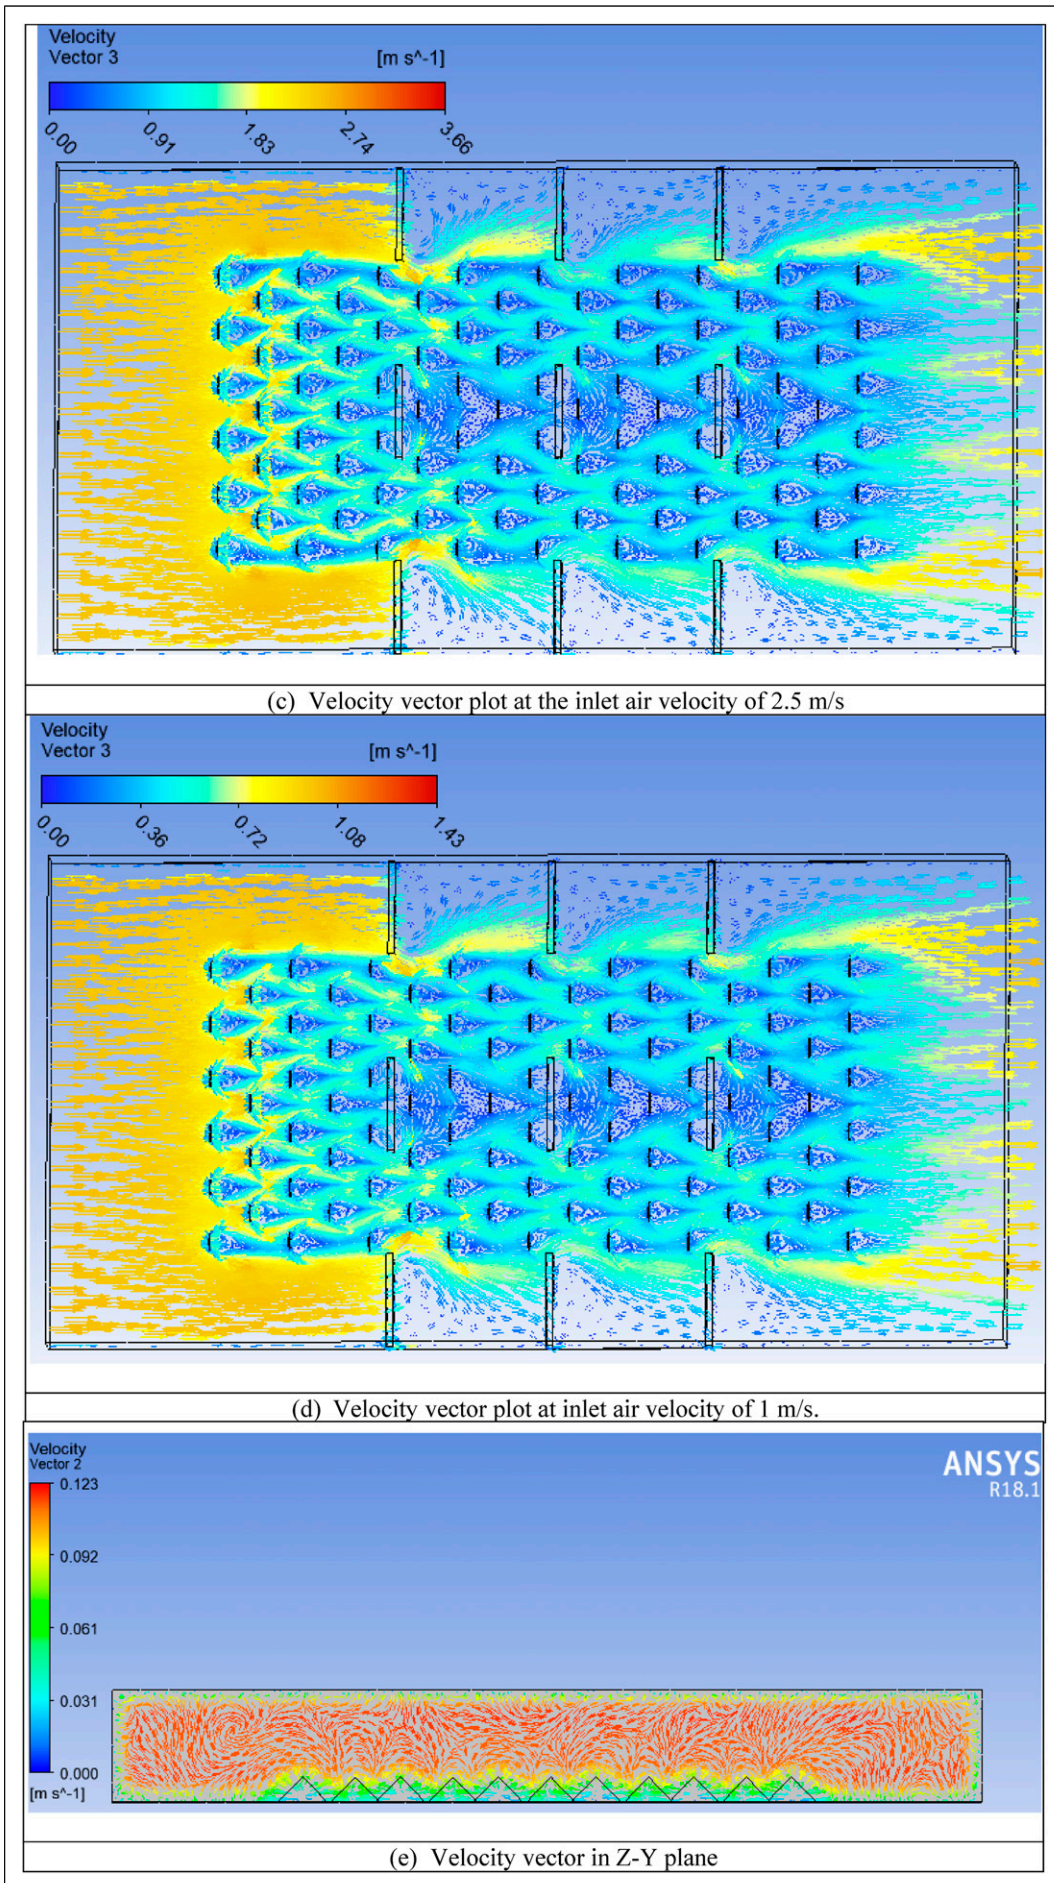 Velocity
Vector 3 [m s^-1]
0.00 0.91 1.83 2.74 3.66
(c) Velocity vector plot at the inlet air velocity of 2.5 m/s
Velocity
Vector 3 [m s^-1]
0.00 0.36 0.72 1.08 1.43
(d) Velocity vector plot at inlet air velocity of 1 m/s.
Velocity
Vector 2
0.123
0.092
0.061
0.031
0.000
[m s^-1]
ANSYS
R18.1
(e) Velocity vector in Z-Y plane